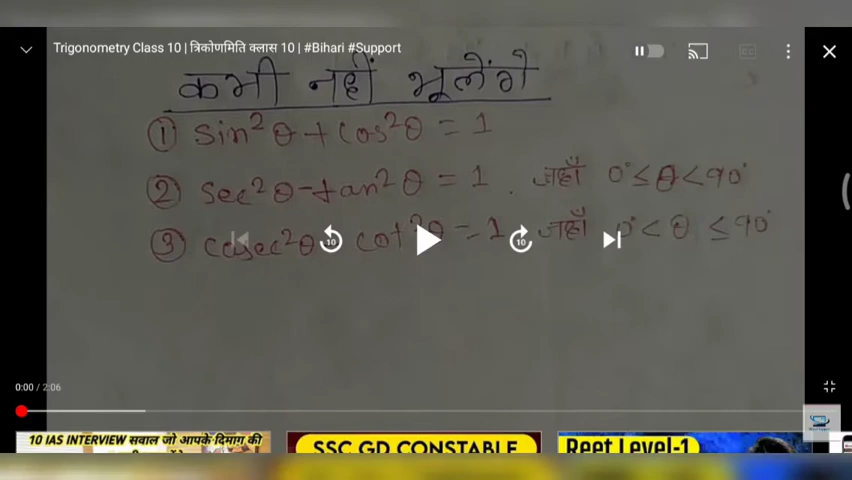 Trigonometry Class 10 | त्रिकोणमिति क्लास 10 | #Bihari #Support
कभी नहीं भूलेंगे
① sin²θ + cos²θ = 1
② sec²θ - tan²θ = 1 . जहाँ 0° ≤ θ < 90°
③ cosec²θ cot²θ = 1 जहाँ 0° < θ ≤ 90°
10 10
0:00 / 2:06
10 IAS INTERVIEW सवाल जो आपके दिमाग की
SSC GD CONSTABLE
Reet Level-1